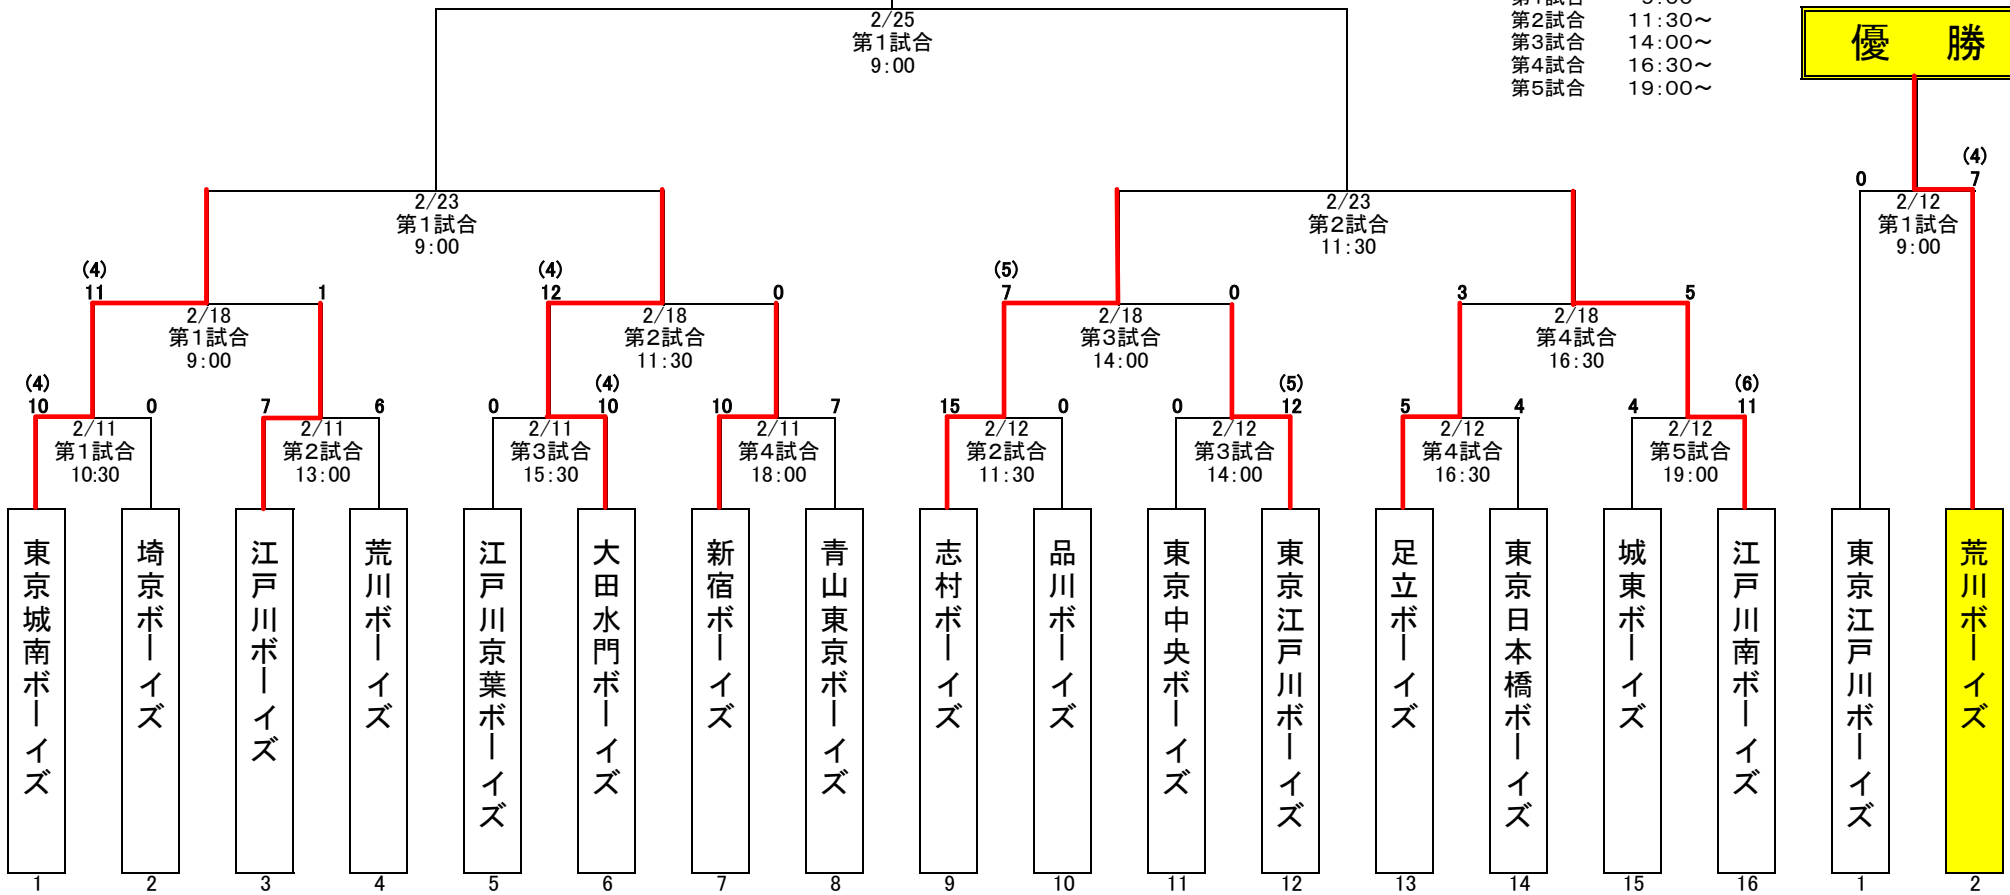 2/25
第1試合
9:00
第2試合 11:30～
第3試合 14:00～
第4試合 16:30～
第5試合 19:00～
優 勝
2/23
第1試合
9:00
2/23
第2試合
11:30
0
(4)
7
2/12
第1試合
9:00
(4)
11
1
2/18
第1試合
9:00
(4)
12
0
2/18
第2試合
11:30
(5)
7
0
2/18
第3試合
14:00
3
5
2/18
第4試合
16:30
(4)
10
0
2/11
第1試合
10:30
7
6
2/11
第2試合
13:00
0
(4)
10
2/11
第3試合
15:30
10
7
2/11
第4試合
18:00
15
0
2/12
第2試合
11:30
0
(5)
12
2/12
第3試合
14:00
5
4
2/12
第4試合
16:30
4
(6)
11
2/12
第5試合
19:00
東京城南ボーイズ
埼京ボーイズ
江戸川ボーイズ
荒川ボーイズ
江戸川京葉ボーイズ
大田水門ボーイズ
新宿ボーイズ
青山東京ボーイズ
志村ボーイズ
品川ボーイズ
東京中央ボーイズ
東京江戸川ボーイズ
足立ボーイズ
東京日本橋ボーイズ
城東ボーイズ
江戸川南ボーイズ
東京江戸川ボーイズ
荒川ボーイズ
1 2 3 4 5 6 7 8 9 10 11 12 13 14 15 16 1 2